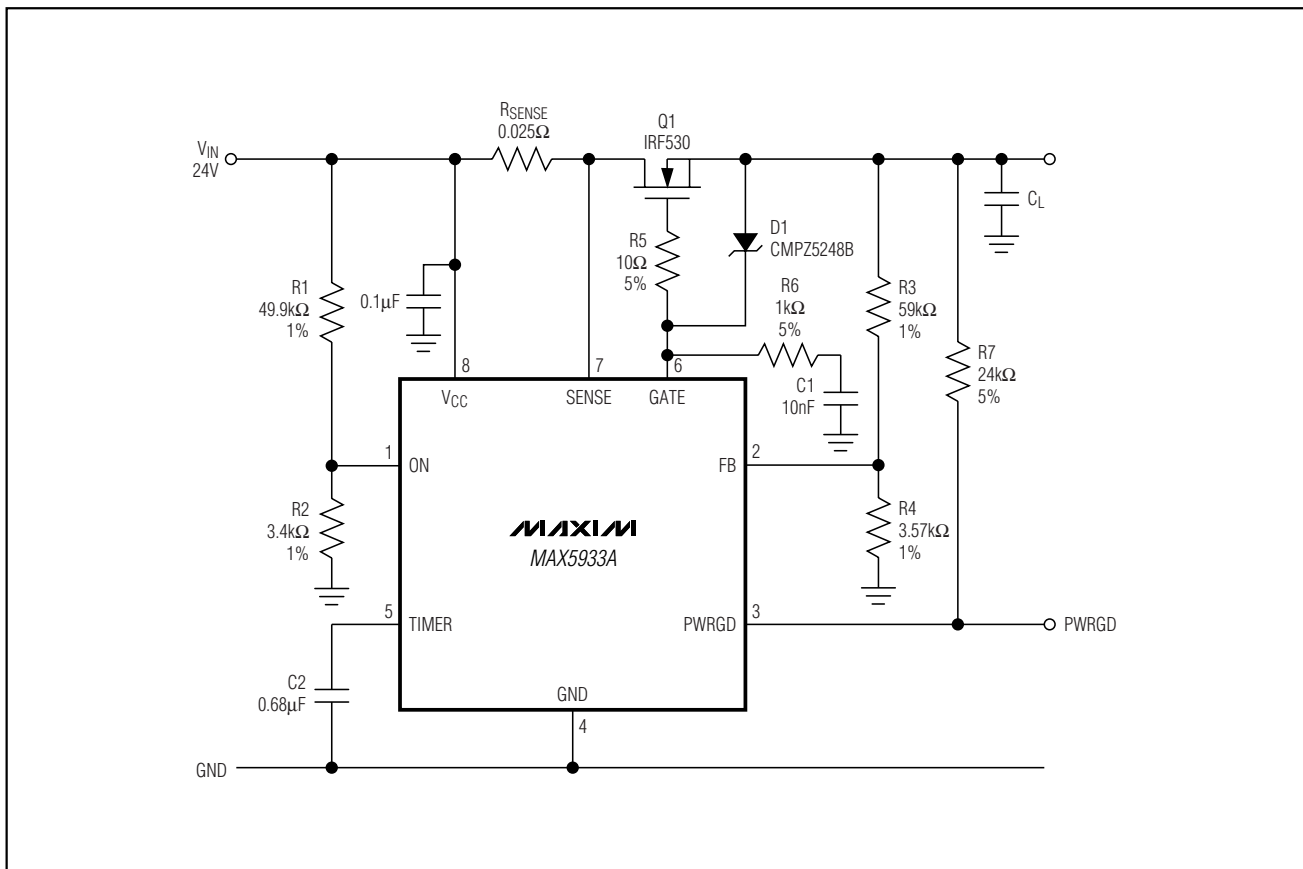 RSENSE
0.025Ω
Q1
IRF530
VIN
24V
CL
D1
CMPZ5248B
R5
10Ω
5%
R1
49.9kΩ
1%
0.1µF
R6
1kΩ
5%
R3
59kΩ
1%
R7
24kΩ
5%
8
7
6
C1
10nF
VCC
SENSE
GATE
1
ON
2
FB
R2
3.4kΩ
1%
MAXIM
MAX5933A
R4
3.57kΩ
1%
5
TIMER
3
PWRGD
PWRGD
C2
0.68µF
GND
4
GND